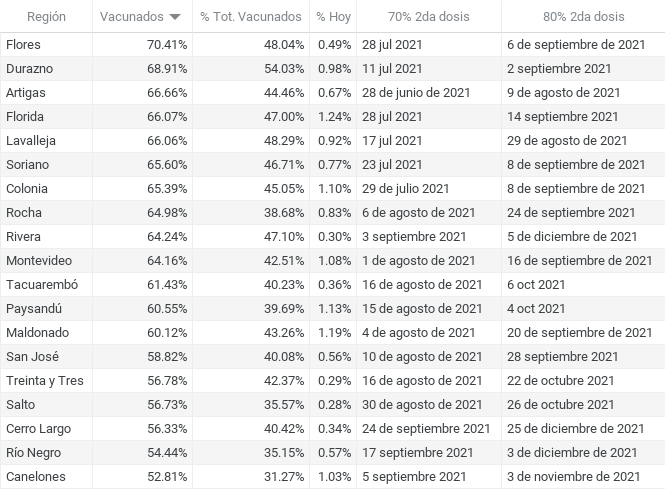 Región Vacunados % Tot. Vacunados % Hoy 70% 2da dosis 80% 2da dosis
Flores 70.41% 48.04% 0.49% 28 jul 2021 6 de septiembre de 2021
Durazno 68.91% 54.03% 0.98% 11 jul 2021 2 septiembre 2021
Artigas 66.66% 44.46% 0.67% 28 de junio de 2021 9 de agosto de 2021
Florida 66.07% 47.00% 1.24% 28 jul 2021 14 septiembre 2021
Lavalleja 66.06% 48.29% 0.92% 17 jul 2021 29 de agosto de 2021
Soriano 65.60% 46.71% 0.77% 23 jul 2021 8 de septiembre de 2021
Colonia 65.39% 45.05% 1.10% 29 de julio 2021 8 de septiembre de 2021
Rocha 64.98% 38.68% 0.83% 6 de agosto de 2021 24 de septiembre 2021
Rivera 64.24% 47.10% 0.30% 3 septiembre 2021 5 de diciembre de 2021
Montevideo 64.16% 42.51% 1.08% 1 de agosto de 2021 16 de septiembre de 2021
Tacuarembó 61.43% 40.23% 0.36% 16 de agosto de 2021 6 oct 2021
Paysandú 60.55% 39.69% 1.13% 15 de agosto de 2021 4 oct 2021
Maldonado 60.12% 43.26% 1.19% 4 de agosto de 2021 20 de septiembre de 2021
San José 58.82% 40.08% 0.56% 10 de agosto de 2021 28 septiembre 2021
Treinta y Tres 56.78% 42.37% 0.29% 16 de agosto de 2021 22 de octubre 2021
Salto 56.73% 35.57% 0.28% 30 de agosto de 2021 26 de octubre 2021
Cerro Largo 56.33% 40.42% 0.34% 24 de septiembre de 2021 25 de diciembre de 2021
Río Negro 54.44% 35.15% 0.57% 17 septiembre 2021 3 de diciembre de 2021
Canelones 52.81% 31.27% 1.03% 5 septiembre 2021 3 de noviembre de 2021